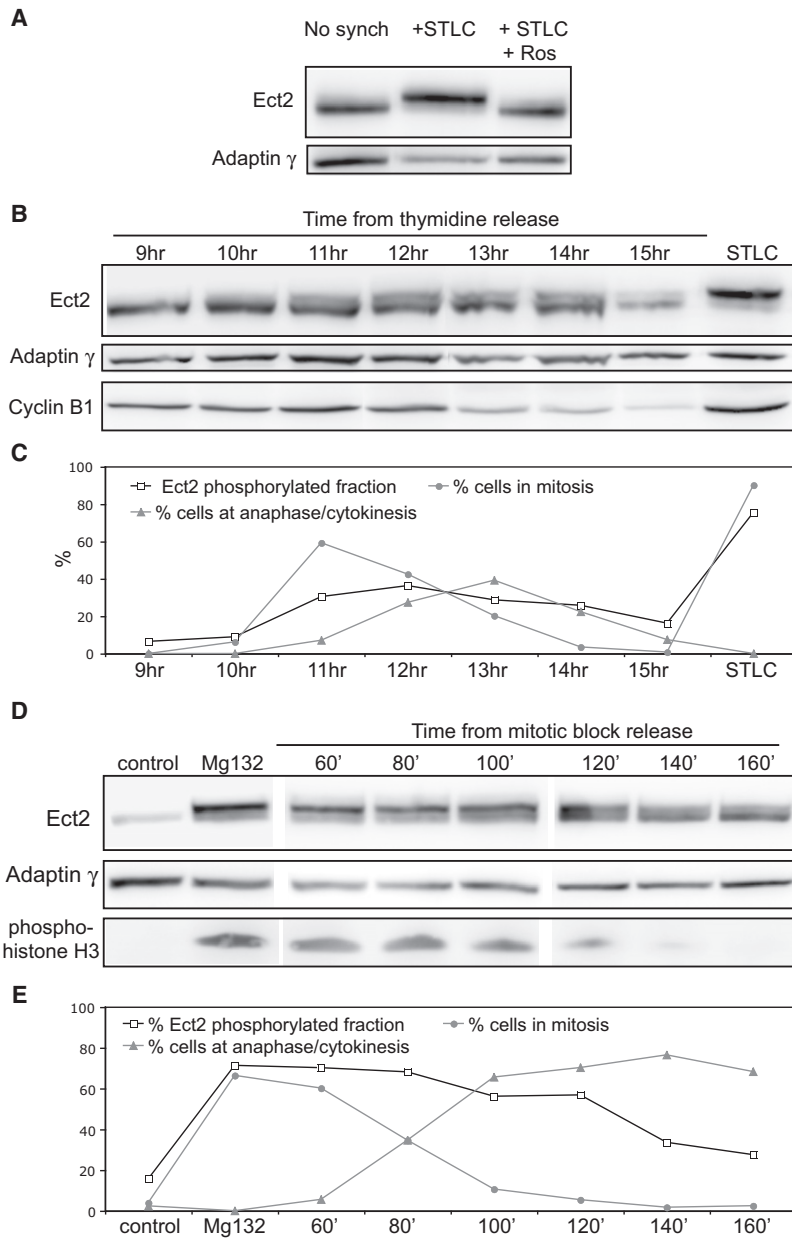 A
No synch +STLC + STLC
+ Ros
Ect2
Adaptin γ
B
Time from thymidine release
9hr 10hr 11hr 12hr 13hr 14hr 15hr STLC
Ect2
Adaptin γ
Cyclin B1
C
100
80
60
40
20
0
%
Ect2 phosphorylated fraction % cells in mitosis
% cells at anaphase/cytokinesis
9hr 10hr 11hr 12hr 13hr 14hr 15hr STLC
D
Time from mitotic block release
control Mg132 60’ 80’ 100’ 120’ 140’ 160’
Ect2
Adaptin γ
phospho-
histone H3
E
100
80
60
40
20
0
% Ect2 phosphorylated fraction % cells in mitosis
% cells at anaphase/cytokinesis
control Mg132 60’ 80’ 100’ 120’ 140’ 160’